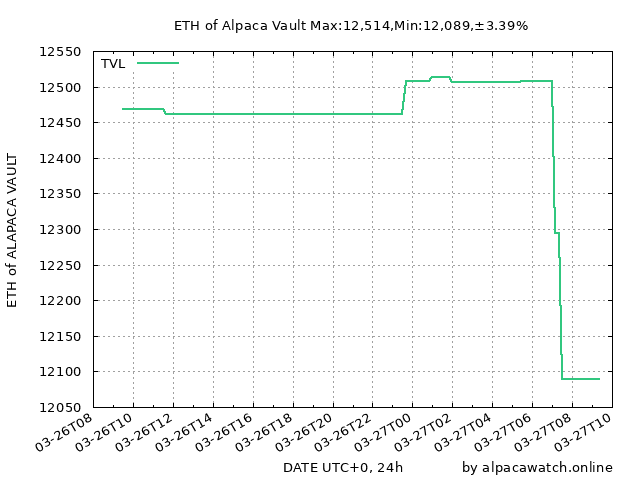 ETH of Alpaca Vault Max:12,514,Min:12,089,±3.39%
TVL
12550
12500
12450
12400
12350
12300
12250
12200
12150
12100
12050
ETH of ALAPACA VAULT
03-26T08
03-26T10
03-26T12
03-26T14
03-26T16
03-26T18
03-26T20
03-26T22
03-27T00
03-27T02
03-27T04
03-27T06
03-27T08
03-27T10
DATE UTC+0, 24h
by alpacawatch.online